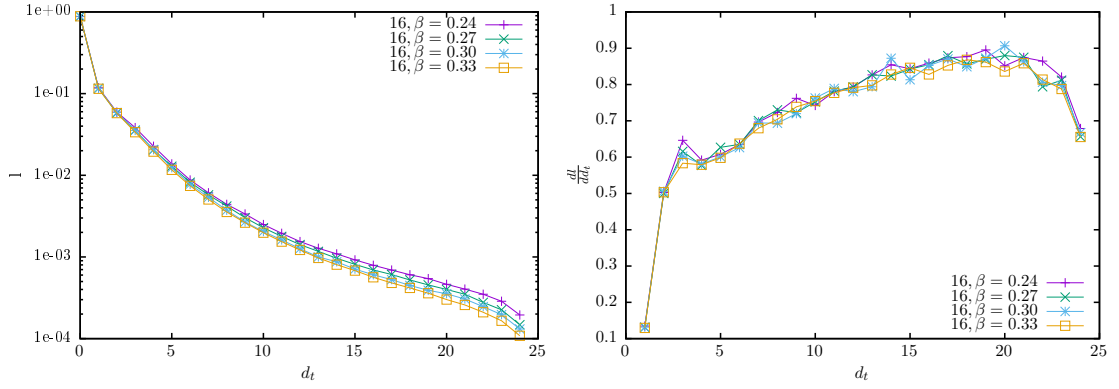 1e+00
1e-01
1e-02
1e-03
1e-04
l
0 5 10 15 20 25
d_t
16, β = 0.24
16, β = 0.27
16, β = 0.30
16, β = 0.33
1
0.9
0.8
0.7
0.6
0.5
0.4
0.3
0.2
0.1
dl/dd_t
0 5 10 15 20 25
d_t
16, β = 0.24
16, β = 0.27
16, β = 0.30
16, β = 0.33